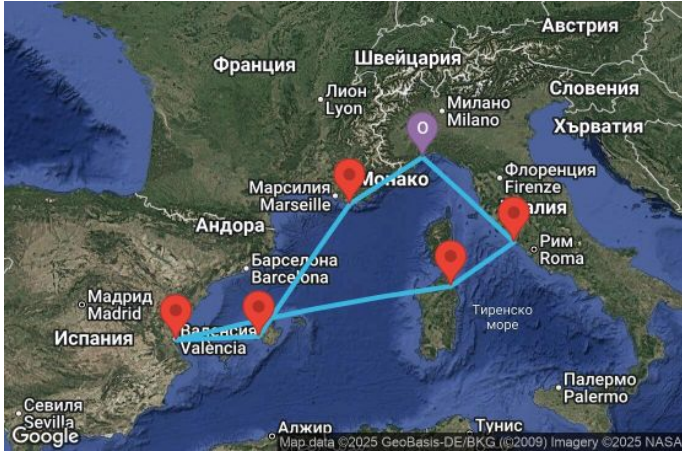 Австрия
Швейцария
Франция
Словения
Лион
Lyon
Милано
Milano
О
Хърватия
Монако
Флоренция
Firenze
Марсилия
Marseille
Андора
Рим
Roma
Барселона
Barcelona
Мадрид
Madrid
Тиренско
море
Валенсия
València
Испания
Палермо
Palermo
Севиля
Sevilla
Алжир
Тунис
Google
Map data ©2025 GeoBasis-DE/BKG (©2009) Imagery ©2025 NASA